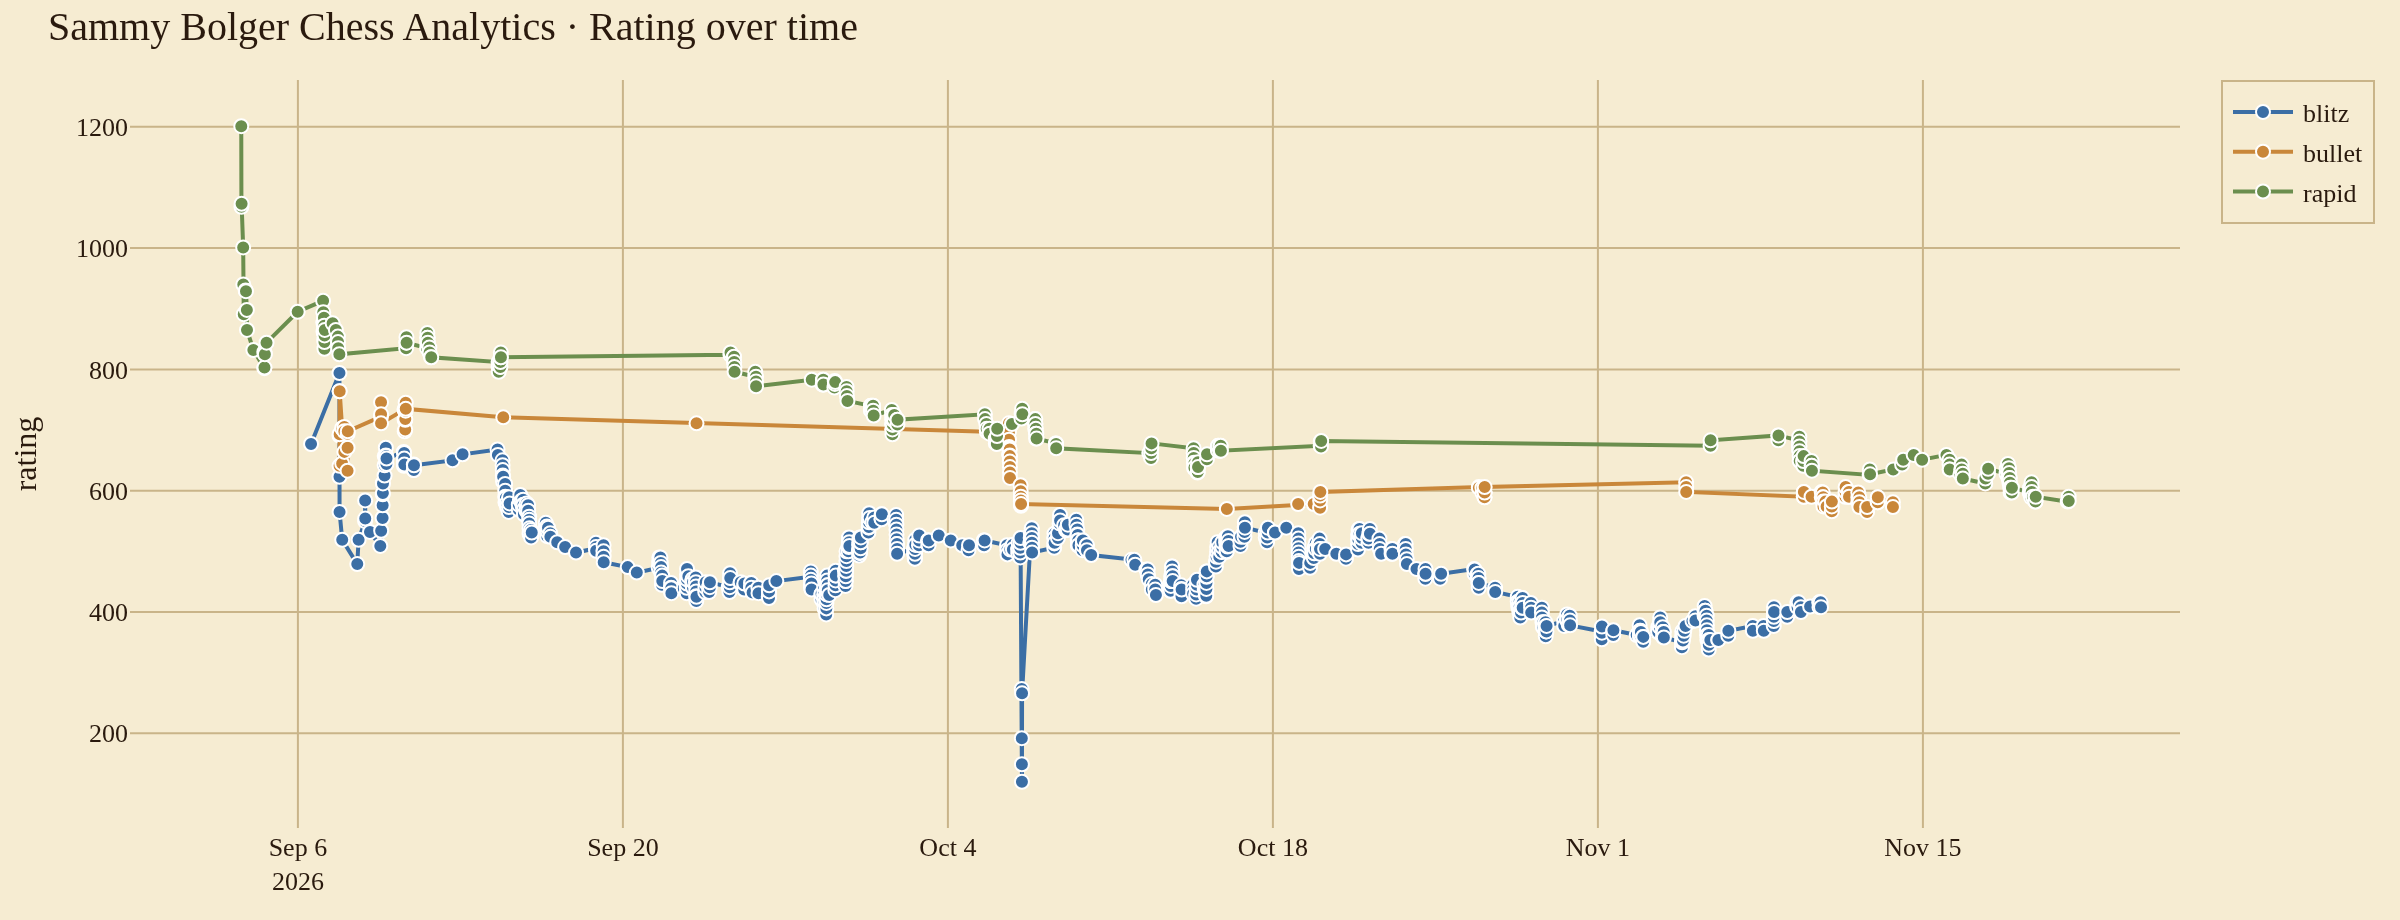 Sammy Bolger Chess Analytics · Rating over time
blitz
bullet
rapid
rating
1200
1000
800
600
400
200
Sep 6
2026
Sep 20
Oct 4
Oct 18
Nov 1
Nov 15